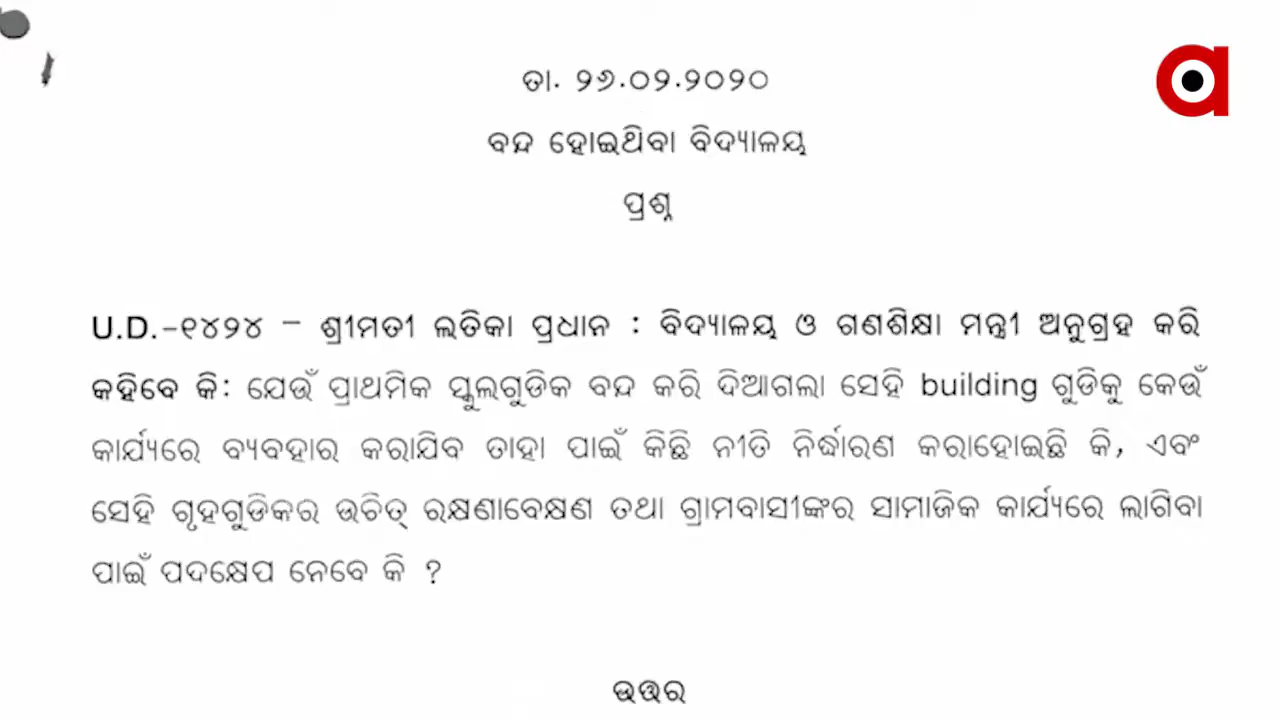 ତା. ୨୬.୦୨.୨୦୨୦
ବନ୍ଦ ହୋଇଥିବା ବିଦ୍ୟାଳୟ
ପ୍ରଶ୍ନ
U.D.-୧୪୨୪ – ଶ୍ରୀମତୀ ଲତିକା ପ୍ରଧାନ : ବିଦ୍ୟାଳୟ ଓ ଗଣଶିକ୍ଷା ମନ୍ତ୍ରୀ ଅନୁଗ୍ରହ କରି
କହିବେ କି: ଯେଉଁ ପ୍ରାଥମିକ ସ୍କୁଲଗୁଡିକ ବନ୍ଦ କରି ଦିଆଗଲା ସେହି building ଗୁଡିକୁ କେଉଁ
କାର୍ଯ୍ୟରେ ବ୍ୟବହାର କରାଯିବ ତାହା ପାଇଁ କିଛି ନୀତି ନିର୍ଦ୍ଧାରଣ କରାହୋଇଛି କି, ଏବଂ
ସେହି ଗୃହଗୁଡିକର ଉଚିତ୍ ରକ୍ଷଣାବେକ୍ଷଣ ତଥା ଗ୍ରାମବାସୀଙ୍କର ସାମାଜିକ କାର୍ଯ୍ୟରେ ଲାଗିବା
ପାଇଁ ପଦକ୍ଷେପ ନେବେ କି ?
ଉତ୍ତର